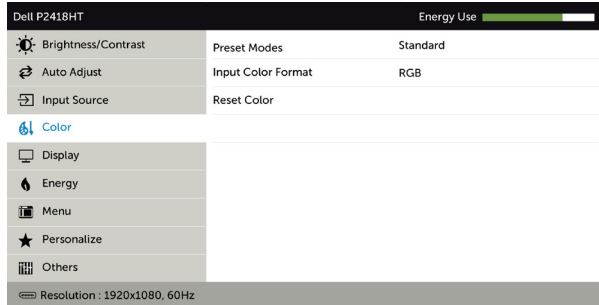 Dell P2418HT Energy Use
Brightness/Contrast Preset Modes Standard
Auto Adjust Input Color Format RGB
Input Source Reset Color
Color
Display
Energy
Menu
Personalize
Others
Resolution : 1920x1080, 60Hz